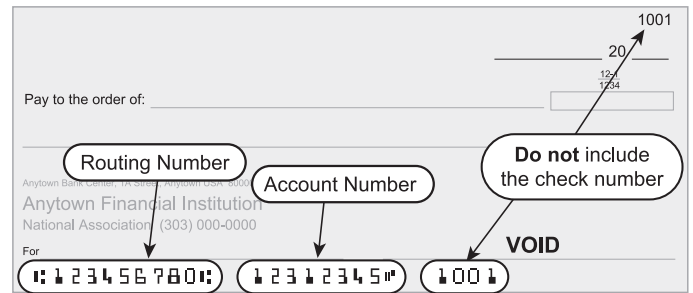 1001
20
12-1
1234
Pay to the order of:
Routing Number
Account Number
Do not include
the check number
Anytown Bank Center, 1A Street, Anytown USA 8000
Anytown Financial Institution
National Association (303) 000-0000
For
VOID
⑆123456780⑆ 12312345⑈ 1001